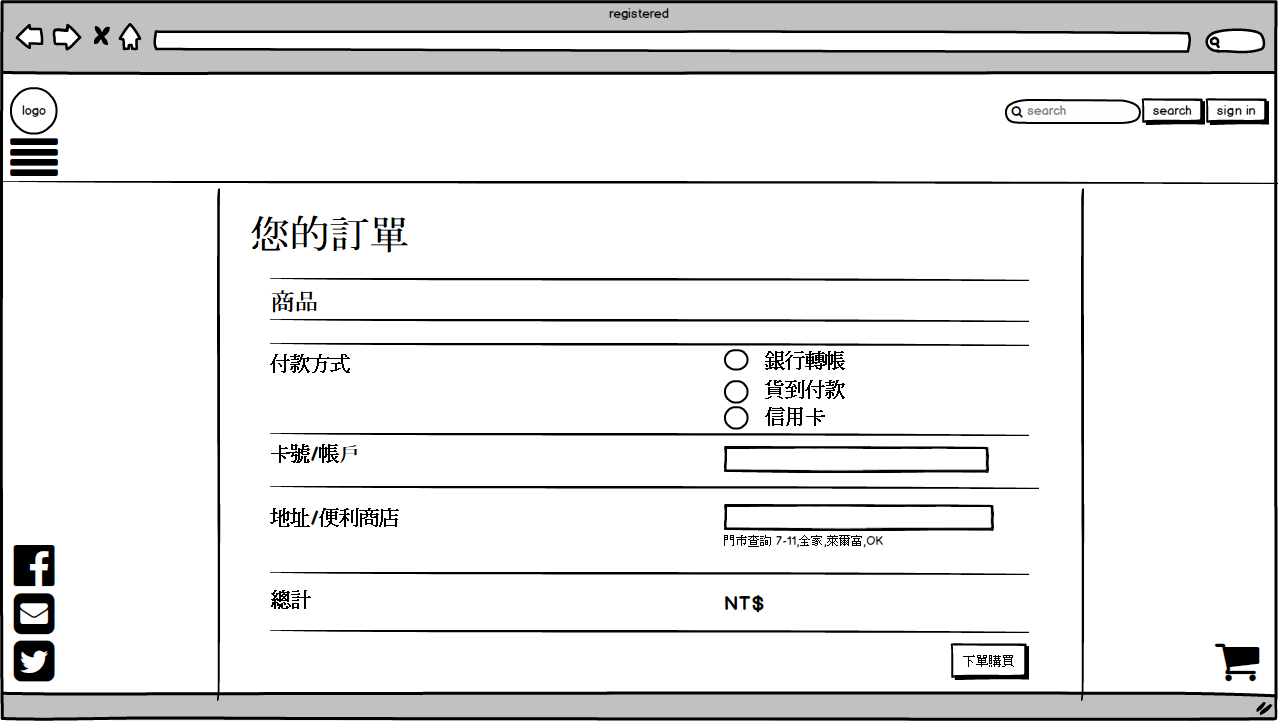 registered
logo
search
search
sign in
您的訂單
商品
付款方式
銀行轉帳
貨到付款
信用卡
卡號/帳戶
地址/便利商店
門市查詢 7-11,全家,萊爾富,OK
總計
NT$
下單購買